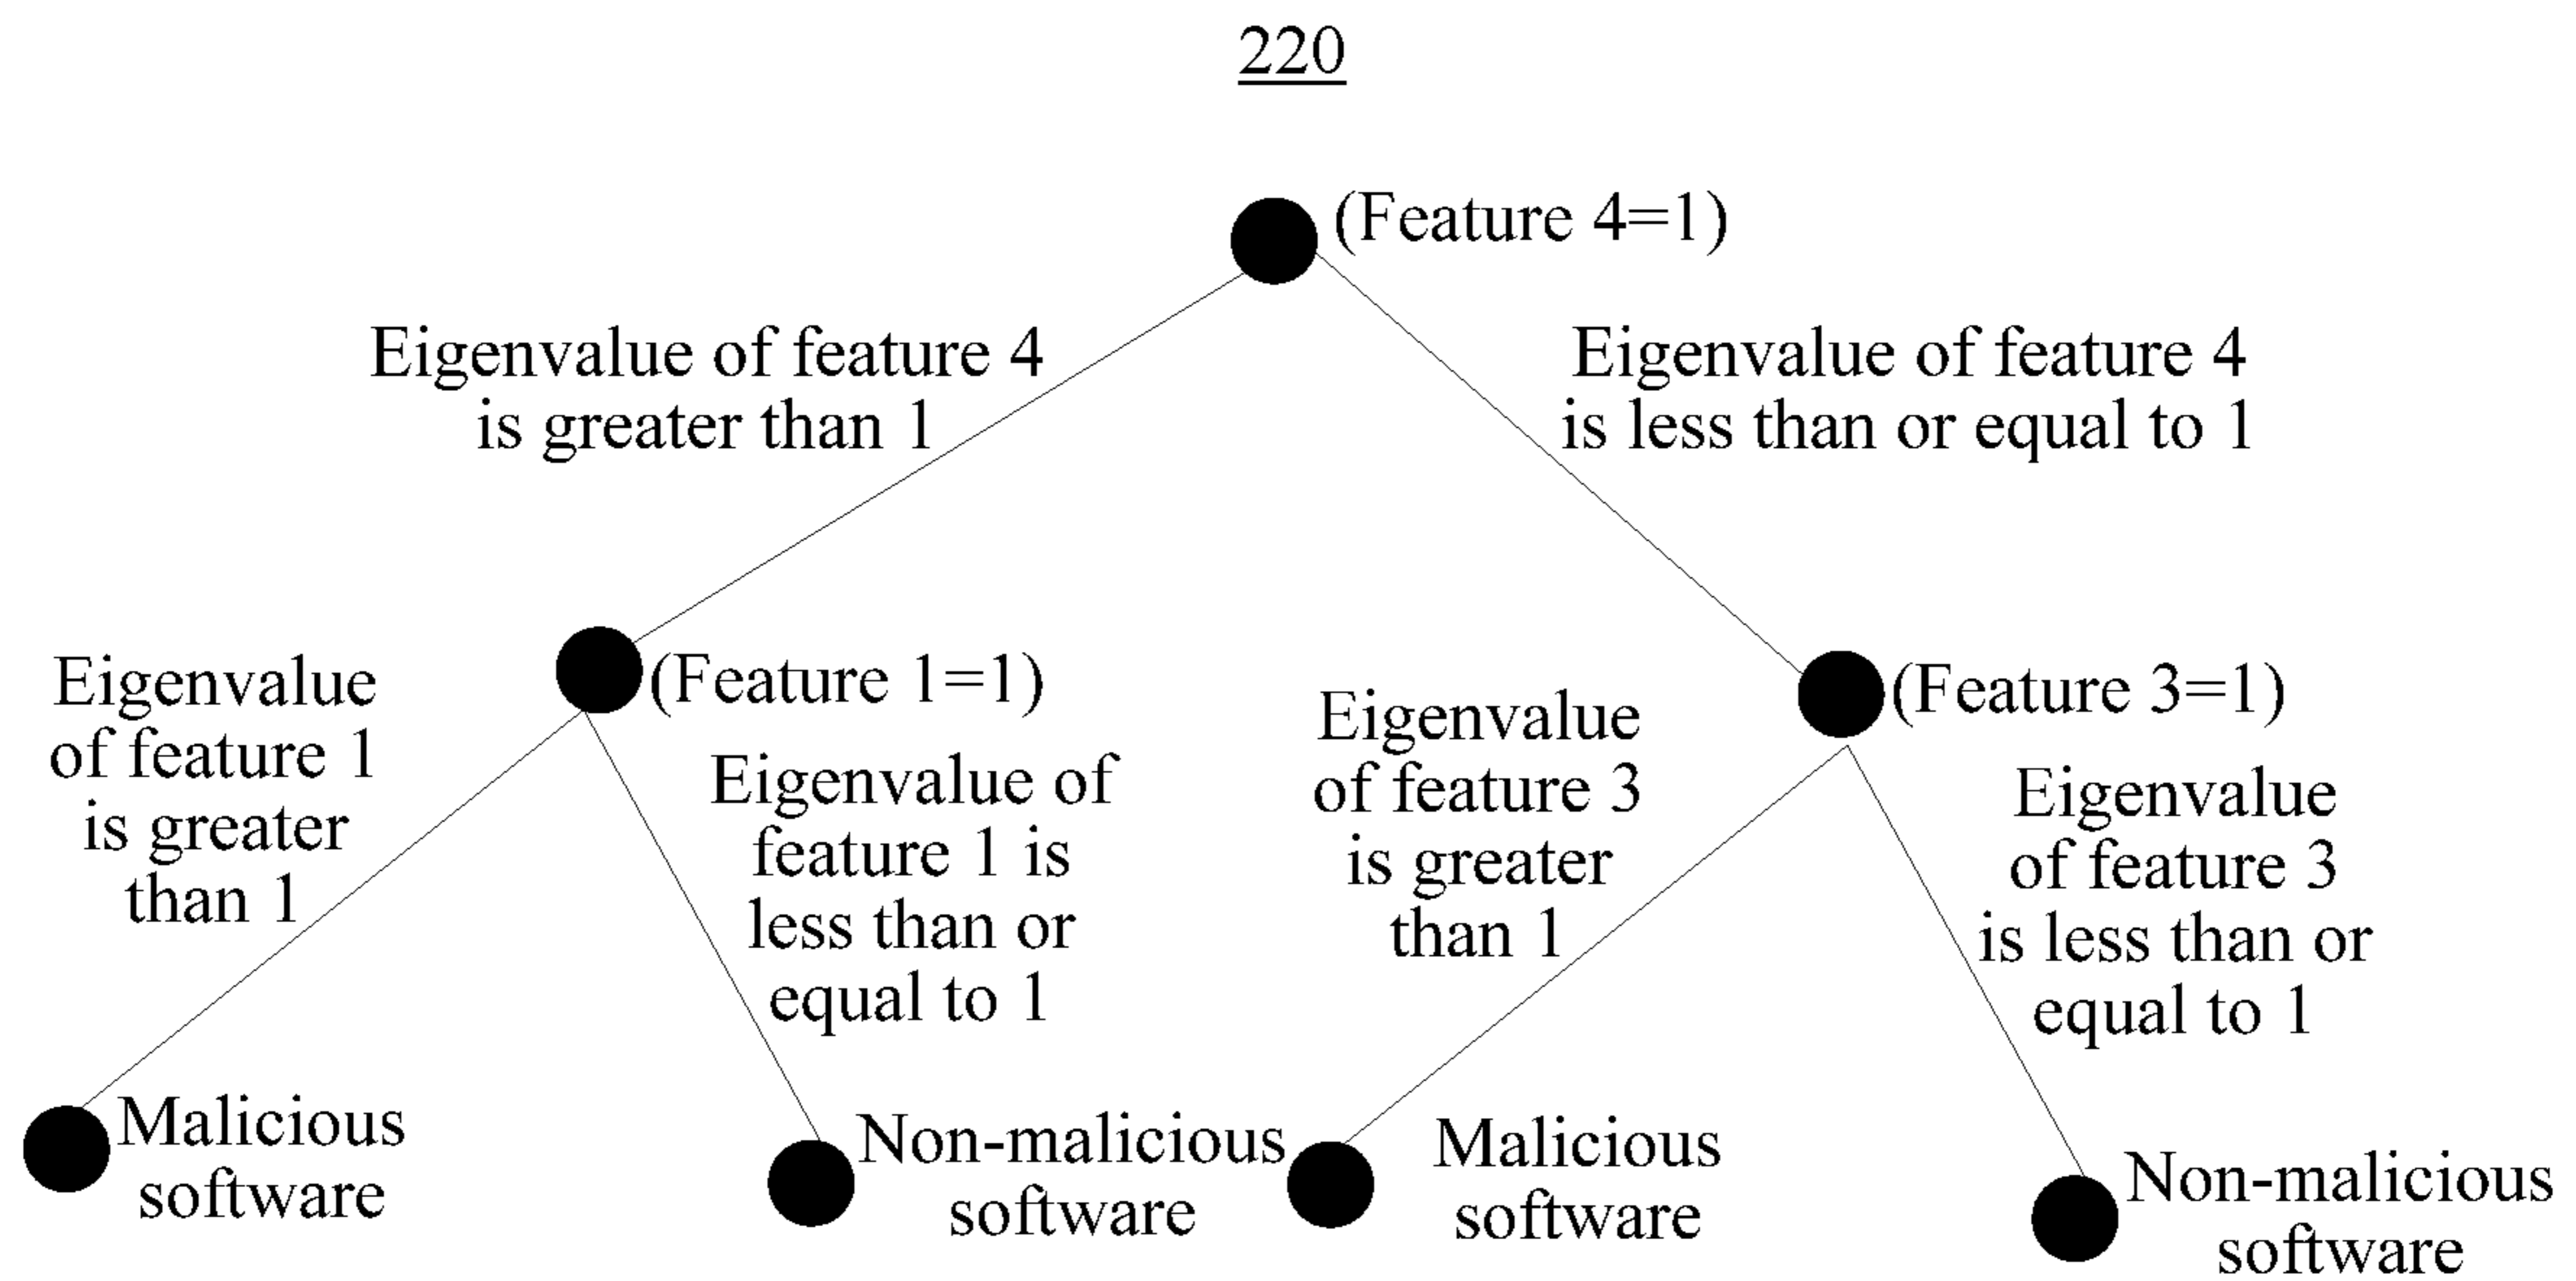 220
(Feature 4=1)
Eigenvalue of feature 4
is greater than 1
Eigenvalue of feature 4
is less than or equal to 1
(Feature 1=1)
(Feature 3=1)
Eigenvalue
of feature 1
is greater
than 1
Eigenvalue of
feature 1 is
less than or
equal to 1
Eigenvalue
of feature 3
is greater
than 1
Eigenvalue
of feature 3
is less than or
equal to 1
Malicious
software
Non-malicious
software
Malicious
software
Non-malicious
software